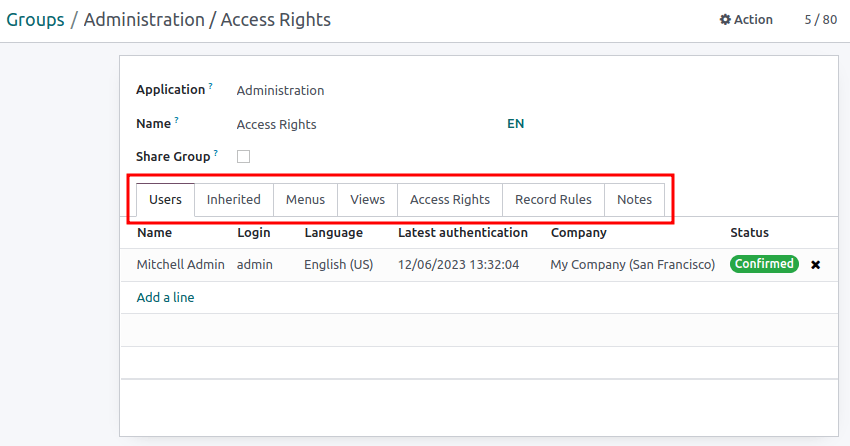 Groups / Administration / Access Rights Action 5 / 80
Application ? Administration
Name ? Access Rights EN
Share Group ?
Users Inherited Menus Views Access Rights Record Rules Notes
Name Login Language Latest authentication Company Status
Mitchell Admin admin English (US) 12/06/2023 13:32:04 My Company (San Francisco) Confirmed
Add a line